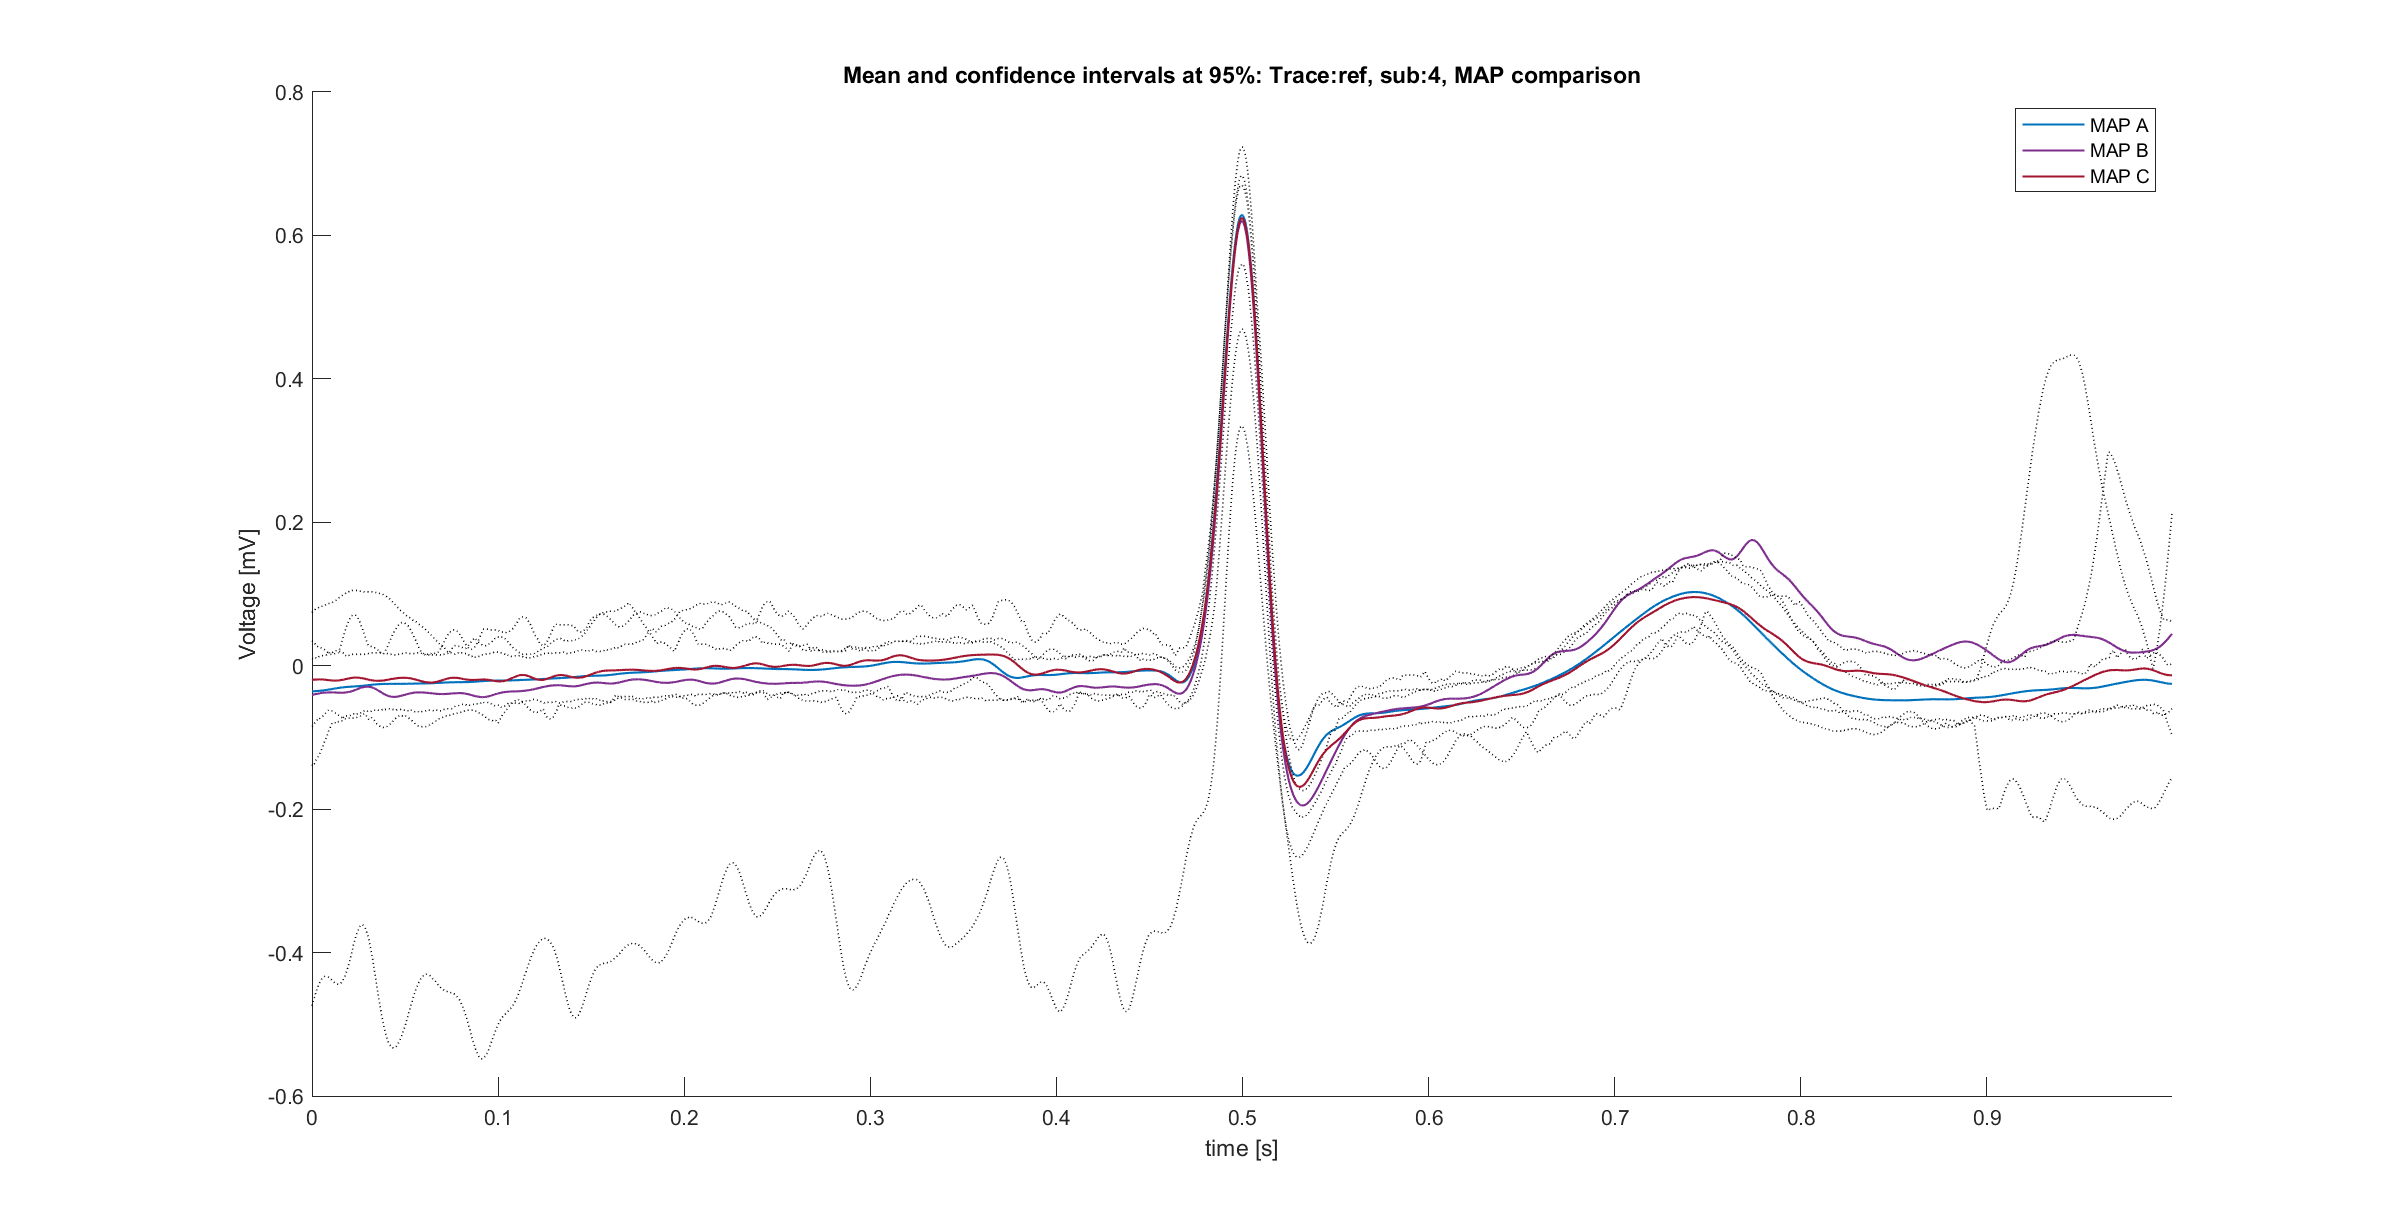 Mean and confidence intervals at 95%: Trace:ref, sub:4, MAP comparison
MAP A
MAP B
MAP C
Voltage [mV]
0.8
0.6
0.4
0.2
0
-0.2
-0.4
-0.6
0 0.1 0.2 0.3 0.4 0.5 0.6 0.7 0.8 0.9
time [s]